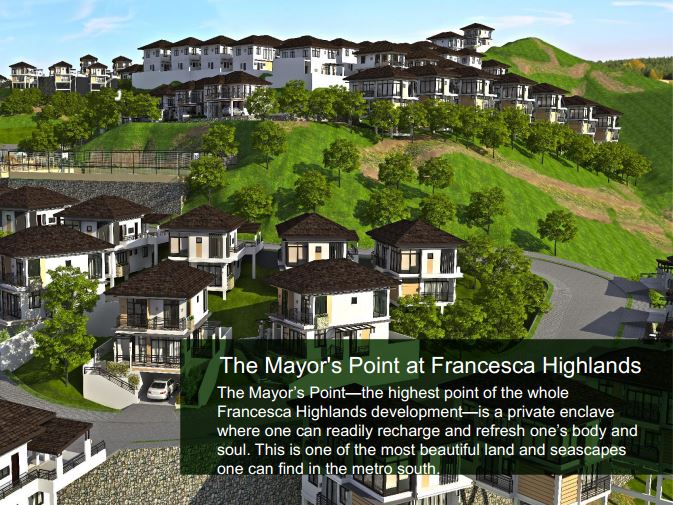 The Mayor's Point at Francesca Highlands
The Mayor's Point—the highest point of the whole
Francesca Highlands development—is a private enclave
where one can readily recharge and refresh one's body and
soul. This is one of the most beautiful land and seascapes
one can find in the metro south.